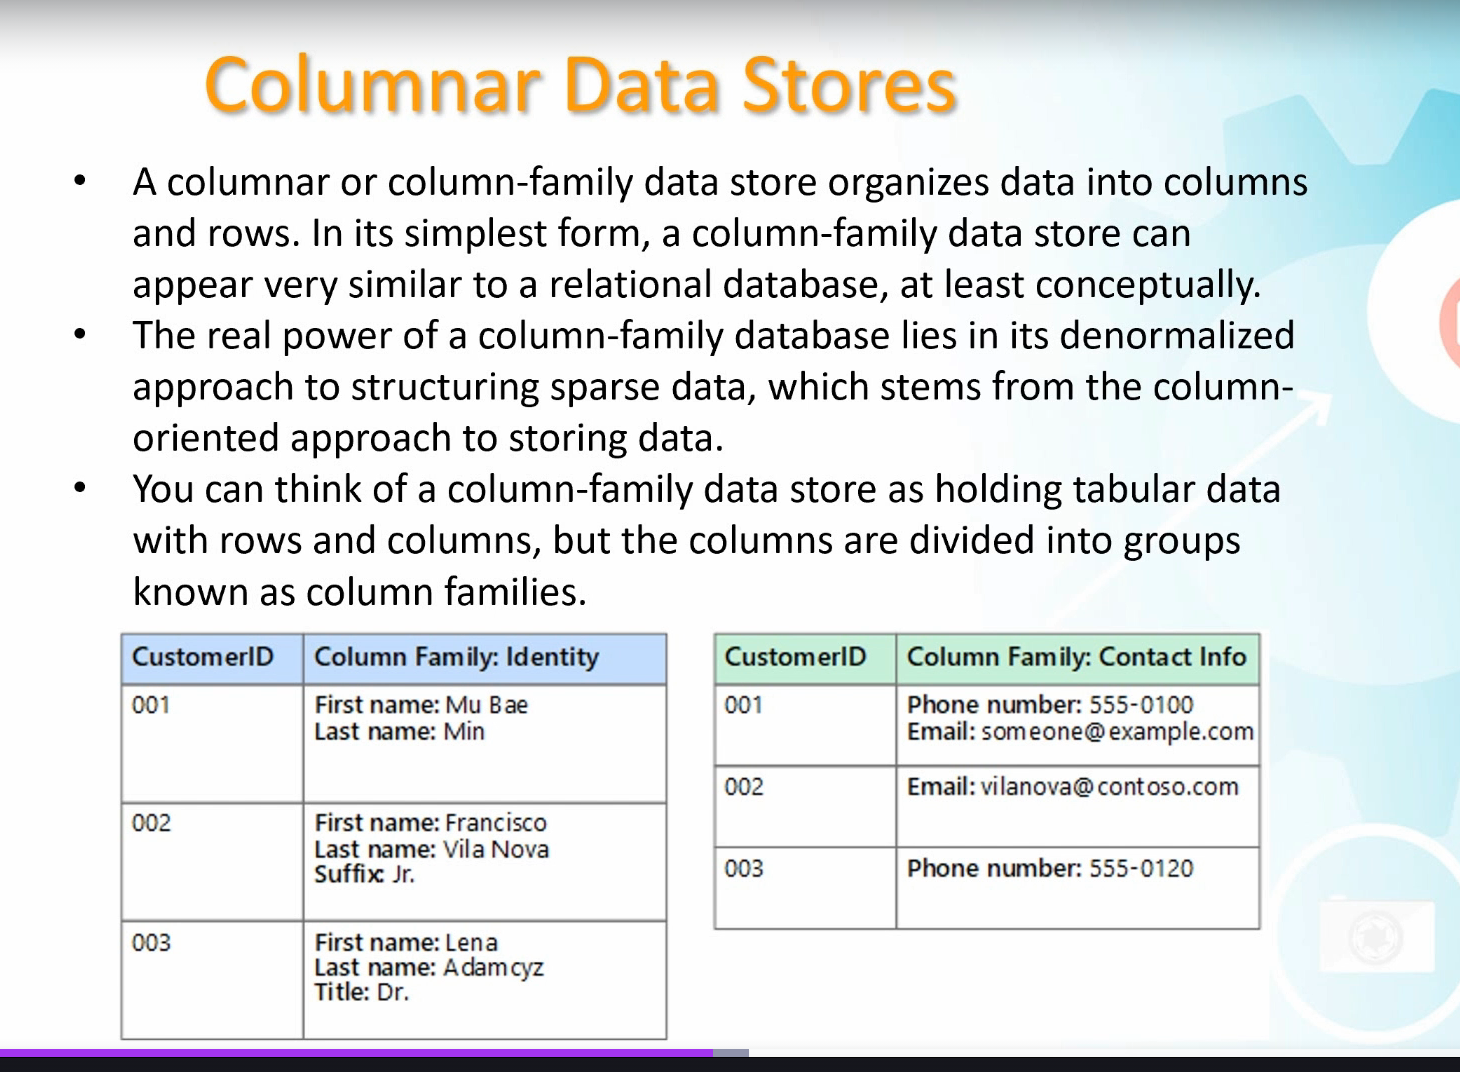 Columnar Data Stores
• A columnar or column-family data store organizes data into columns
and rows. In its simplest form, a column-family data store can
appear very similar to a relational database, at least conceptually.
• The real power of a column-family database lies in its denormalized
approach to structuring sparse data, which stems from the column-
oriented approach to storing data.
• You can think of a column-family data store as holding tabular data
with rows and columns, but the columns are divided into groups
known as column families.
CustomerID Column Family: Identity
001 First name: Mu Bae
Last name: Min
002 First name: Francisco
Last name: Vila Nova
Suffix: Jr.
003 First name: Lena
Last name: Adamcyz
Title: Dr.
CustomerID Column Family: Contact Info
001 Phone number: 555-0100
Email: someone@example.com
002 Email: vilanova@contoso.com
003 Phone number: 555-0120